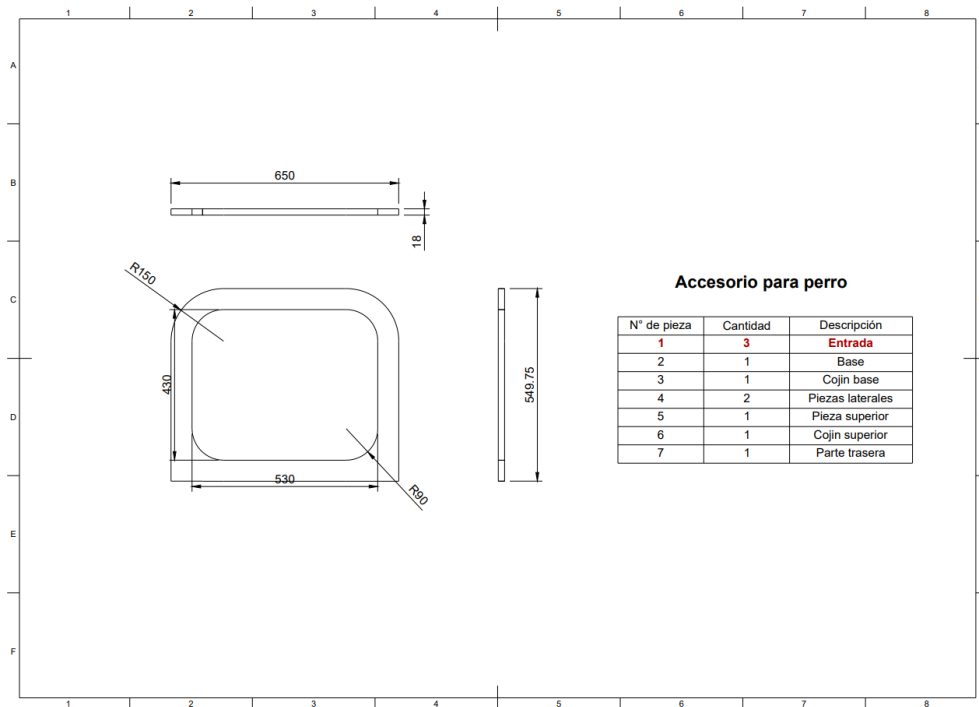 1 2 3 4 5 6 7 8
A
B
650
18
C
R150
430
549.75
D
530
R90
E
F
Accesorio para perro
N° de pieza Cantidad Descripción
1 3 Entrada
2 1 Base
3 1 Cojin base
4 2 Piezas laterales
5 1 Pieza superior
6 1 Cojin superior
7 1 Parte trasera
1 2 3 4 5 6 7 8